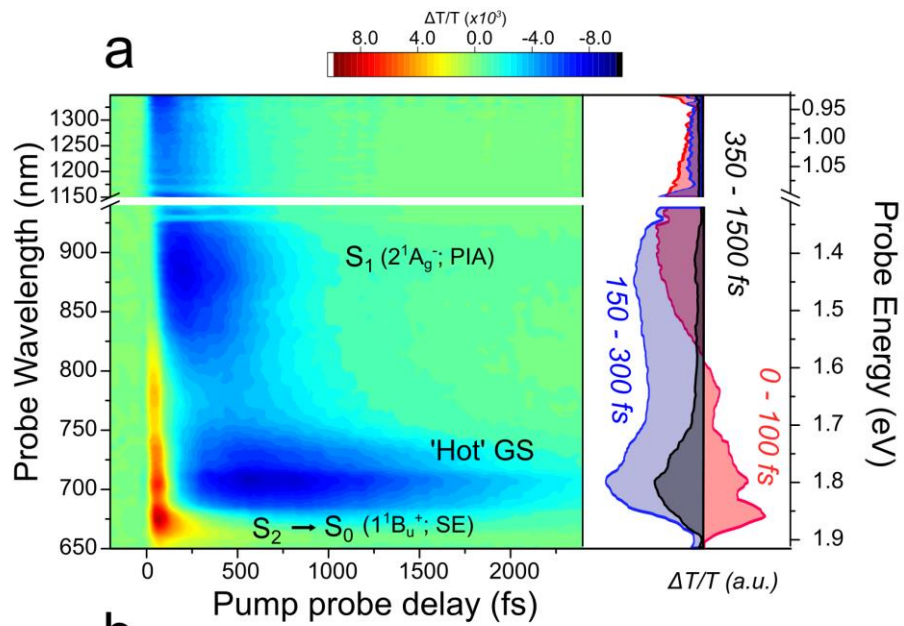 a
ΔT/T (x10³)
8.0 4.0 0.0 -4.0 -8.0
Probe Wavelength (nm)
1300
1250
1200
1150
900
850
800
750
700
650
S₁ (2¹Ag⁻; PIA)
'Hot' GS
S₂ → S₀ (1¹Bu⁺; SE)
0 500 1000 1500 2000
Pump probe delay (fs)
150 - 300 fs
350 - 1500 fs
0 - 100 fs
0.95
1.00
1.05
1.4
1.5
1.6
1.7
1.8
1.9
Probe Energy (eV)
ΔT/T (a.u.)